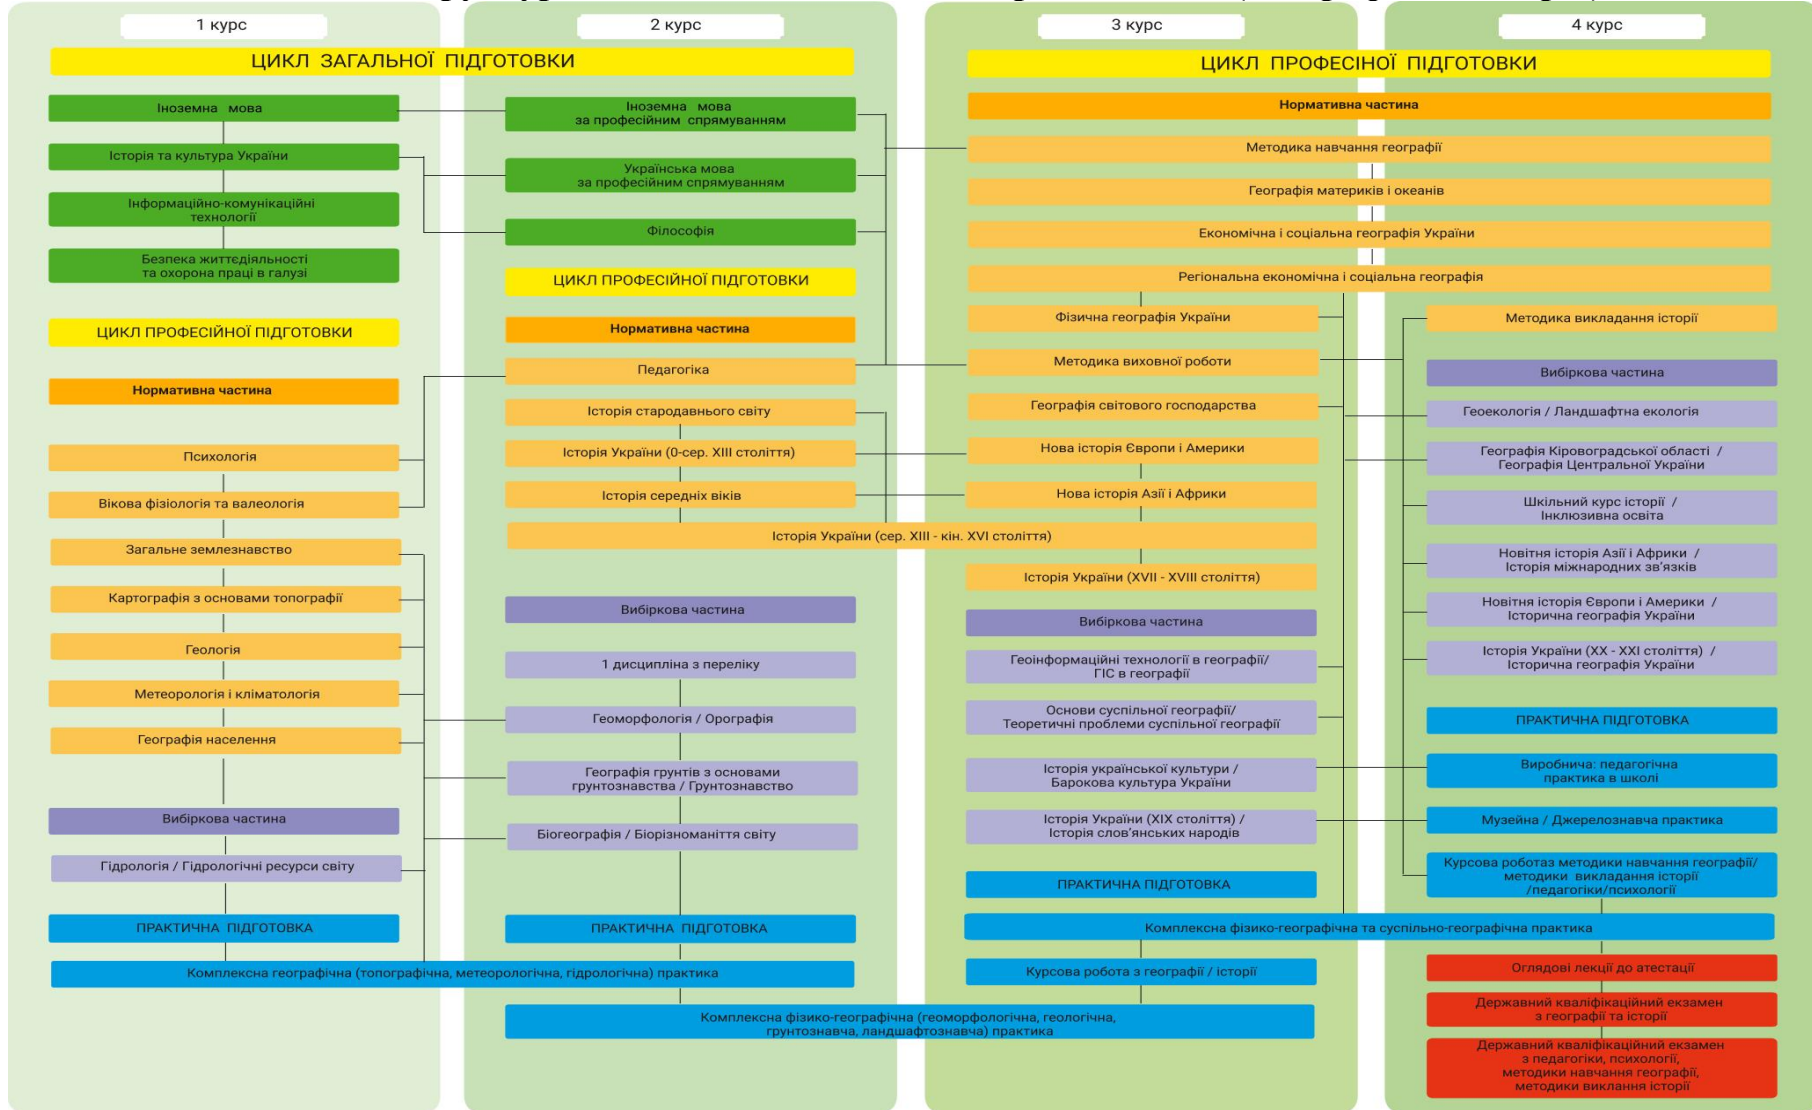 1 курс
ЦИКЛ ЗАГАЛЬНОЇ ПІДГОТОВКИ
Іноземна мова
Історія та культура України
Інформаційно-комунікаційні
технології
Безпека життєдіяльності
та охорона праці в галузі
ЦИКЛ ПРОФЕСІЙНОЇ ПІДГОТОВКИ
Нормативна частина
Психологія
Вікова фізіологія та валеологія
Загальне землезнавство
Картографія з основами топографії
Геологія
Метеорологія і кліматологія
Географія населення
Вибіркова частина
Гідрологія / Гідрологічні ресурси світу
ПРАКТИЧНА ПІДГОТОВКА
Комплексна географічна (топографічна, метеорологічна, гідрологічна) практика
2 курс
Іноземна мова
за професійним спрямуванням
Українська мова
за професійним спрямуванням
Філософія
ЦИКЛ ПРОФЕСІЙНОЇ ПІДГОТОВКИ
Нормативна частина
Педагогіка
Історія стародавнього світу
Історія України (0-сер. XIII століття)
Історія середніх віків
Історія України (сер. XIII - кін. XVI століття)
Вибіркова частина
1 дисципліна з переліку
Геоморфологія / Орографія
Географія грунтів з основами
грунтознавства / Грунтознавство
Біогеографія / Біорізноманіття світу
ПРАКТИЧНА ПІДГОТОВКА
Комплексна фізико-географічна (геоморфологічна, геологічна,
грунтознавча, ландшафтознавча) практика
3 курс
ЦИКЛ ПРОФЕСІНОЇ ПІДГОТОВКИ
Нормативна частина
Методика навчання географії
Географія материків і океанів
Економічна і соціальна географія України
Регіональна економічна і соціальна географія
Фізична географія України
Методика виховної роботи
Географія світового господарства
Нова історія Європи і Америки
Нова історія Азії і Африки
Історія України (XVII - XVIII століття)
Вибіркова частина
Геоінформаційні технології в географії/
ГІС в географії
Основи суспільної географії/
Теоретичні проблеми суспільної географії
Історія української культури /
Барокова культура України
Історія України (XIX століття) /
Історія слов’янських народів
ПРАКТИЧНА ПІДГОТОВКА
Комплексна фізико-географічна та суспільно-географічна практика
Курсова робота з географії / історії
4 курс
Методика викладання історії
Вибіркова частина
Геоекологія / Ландшафтна екологія
Географія Кіровоградської області /
Географія Центральної України
Шкільний курс історії /
Інклюзивна освіта
Новітня історія Азії і Африки /
Історія міжнародних зв’язків
Новітня історія Європи і Америки /
Історична географія України
Історія України (XX - XXI століття) /
Історична географія України
ПРАКТИЧНА ПІДГОТОВКА
Виробнича: педагогічна
практика в школі
Музейна / Джерелознавча практика
Курсова роботаз методики навчання географії/
методики викладання історії
/педагогіки/психології
Оглядові лекції до атестації
Державний кваліфікаційний екзамен
з географії та історії
Державний кваліфікаційний екзамен
з педагогіки, психології,
методики навчання географії,
методики виклання історії